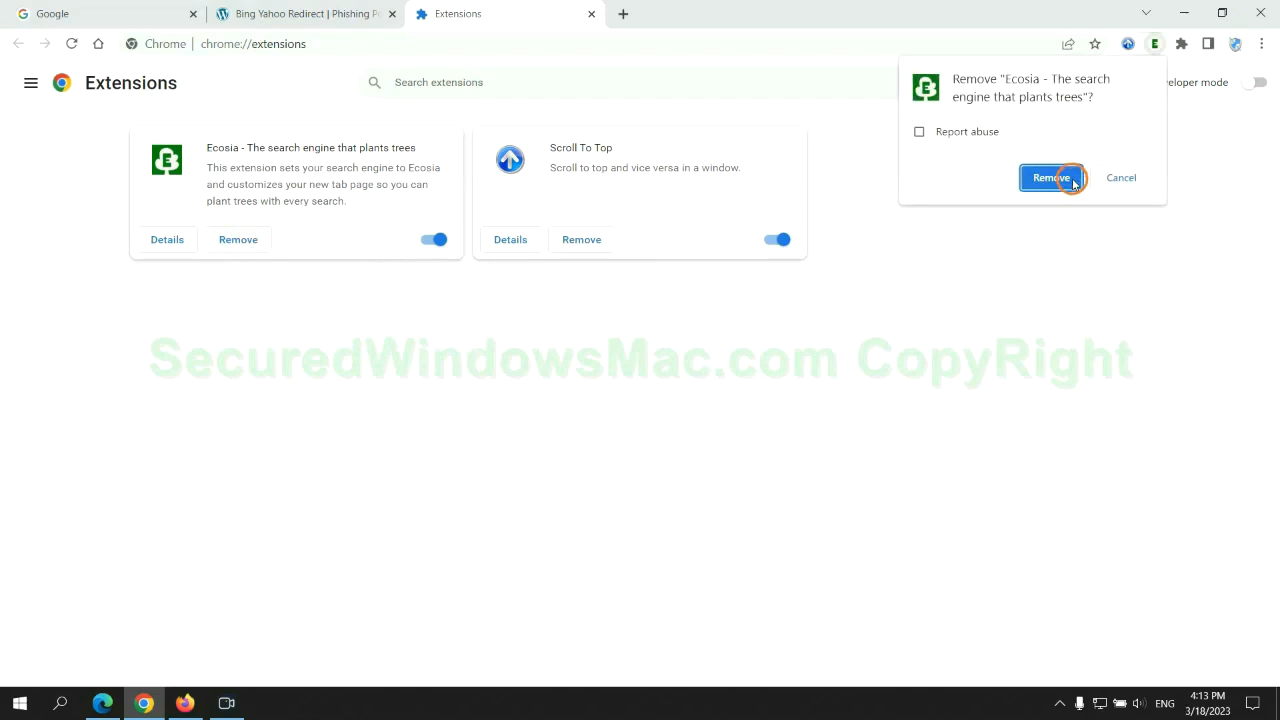 Google
Bing Yahoo Redirect | Phishing Po
Extensions
Chrome | chrome://extensions
Extensions
Search extensions
eloper mode
Remove "Ecosia - The search
engine that plants trees"?
Report abuse
Remove
Cancel
Ecosia - The search engine that plants trees
This extension sets your search engine to Ecosia
and customizes your new tab page so you can
plant trees with every search.
Details
Remove
Scroll To Top
Scroll to top and vice versa in a window.
Details
Remove
SecuredWindowsMac.com CopyRight
ENG
4:13 PM
3/18/2023